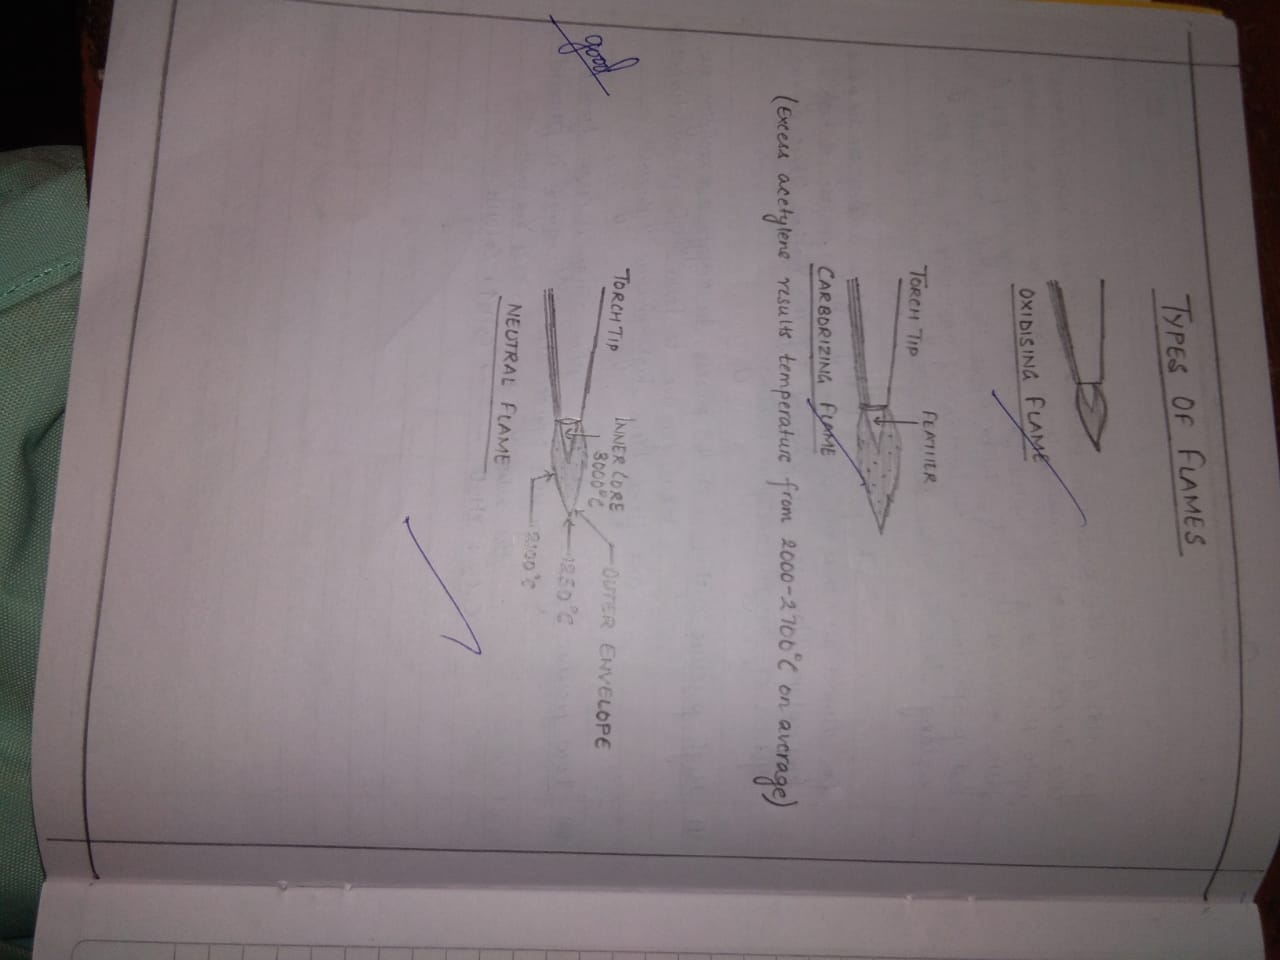 TYPES OF FLAMES
OXIDISING FLAME
TORCH TIP
FEATHER
CARBORIZING FLAME
(Excess acetylene results temperature from 2000-2700°C on average)
TORCH TIP
INNER CORE
3000°C
OUTER ENVELOPE
1250°C
2100°C
NEUTRAL FLAME
good